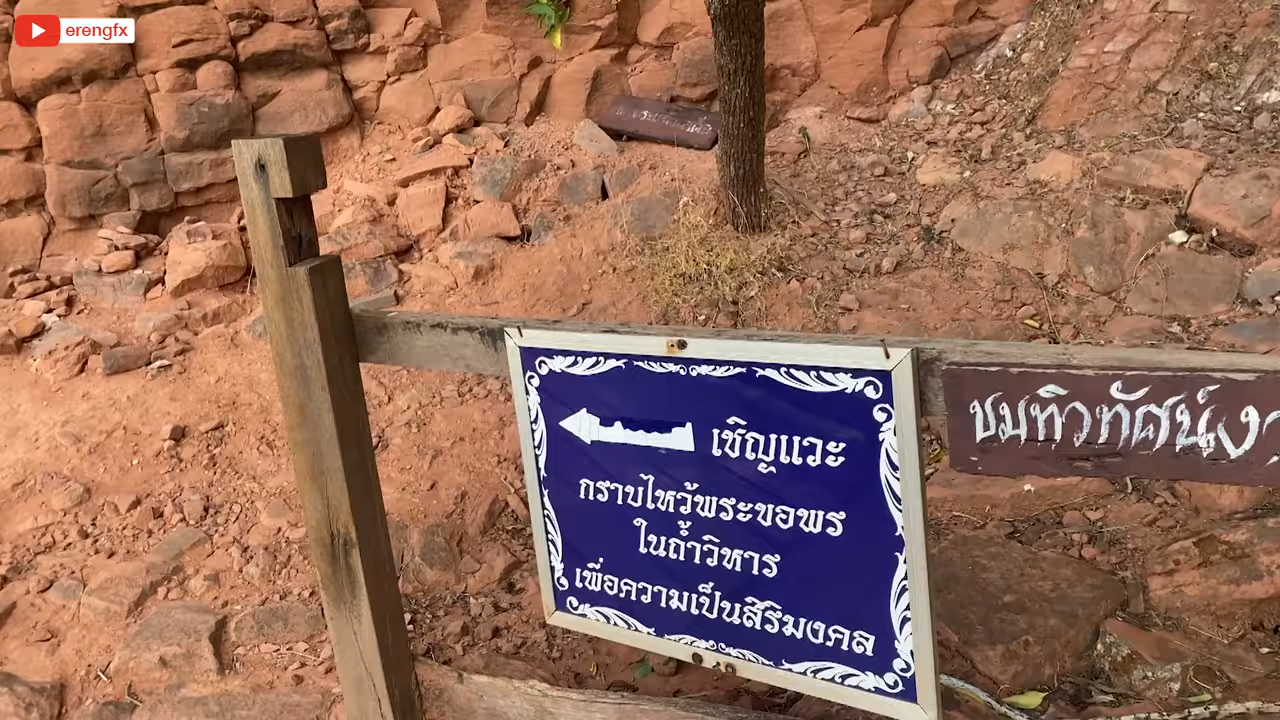 erengfx
เชิญแวะ
กราบไหว้พระขอพร
ในถ้ำวิหาร
เพื่อความเป็นสิริมงคล
ชมทิวทัศน์